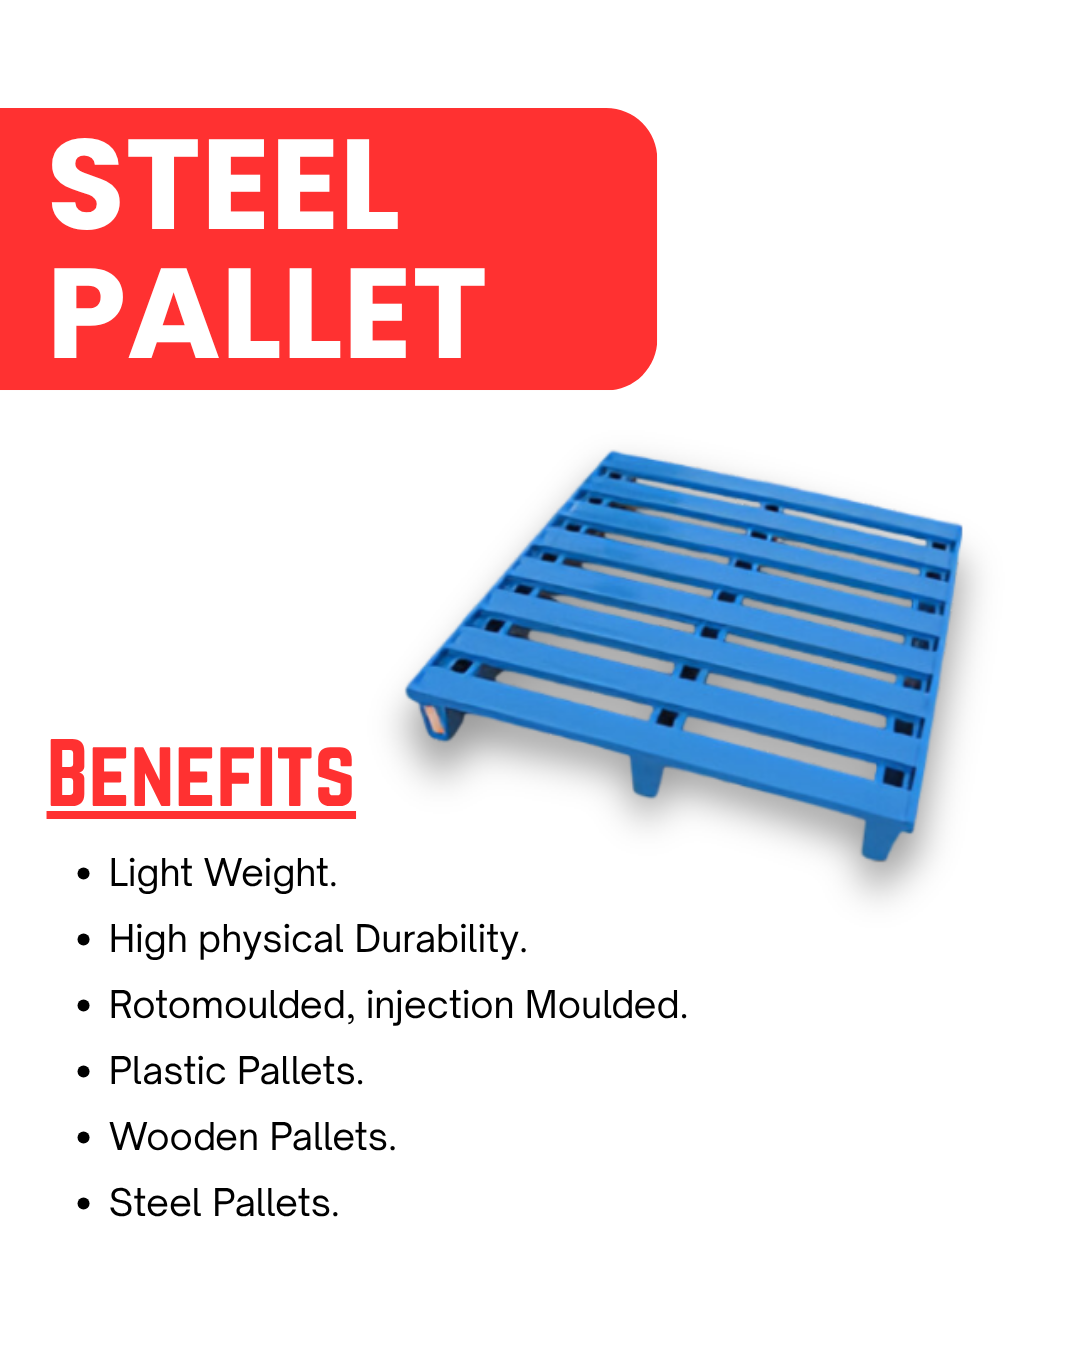 STEEL
PALLET
BENEFITS
Light Weight.
High physical Durability.
Rotomoulded, injection Moulded.
Plastic Pallets.
Wooden Pallets.
Steel Pallets.